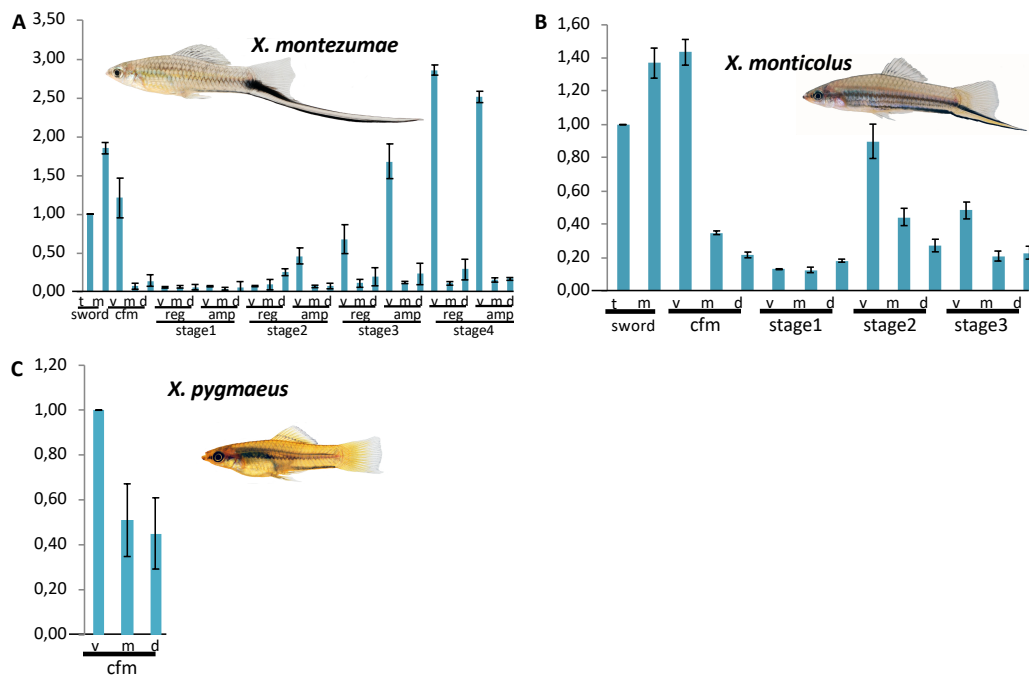 A
X. montezumae
3,50
3,00
2,50
2,00
1,50
1,00
0,50
0,00
t m v m d v m d v m d v m d v m d v m d v m d v m d v m d
sword cfm reg amp reg amp reg amp reg amp
stage1 stage2 stage3 stage4
B
X. monticolus
1,60
1,40
1,20
1,00
0,80
0,60
0,40
0,20
0,00
t m v m d v m d v m d v m d
sword cfm stage1 stage2 stage3
C
X. pygmaeus
1,20
1,00
0,80
0,60
0,40
0,20
0,00
v m d
cfm